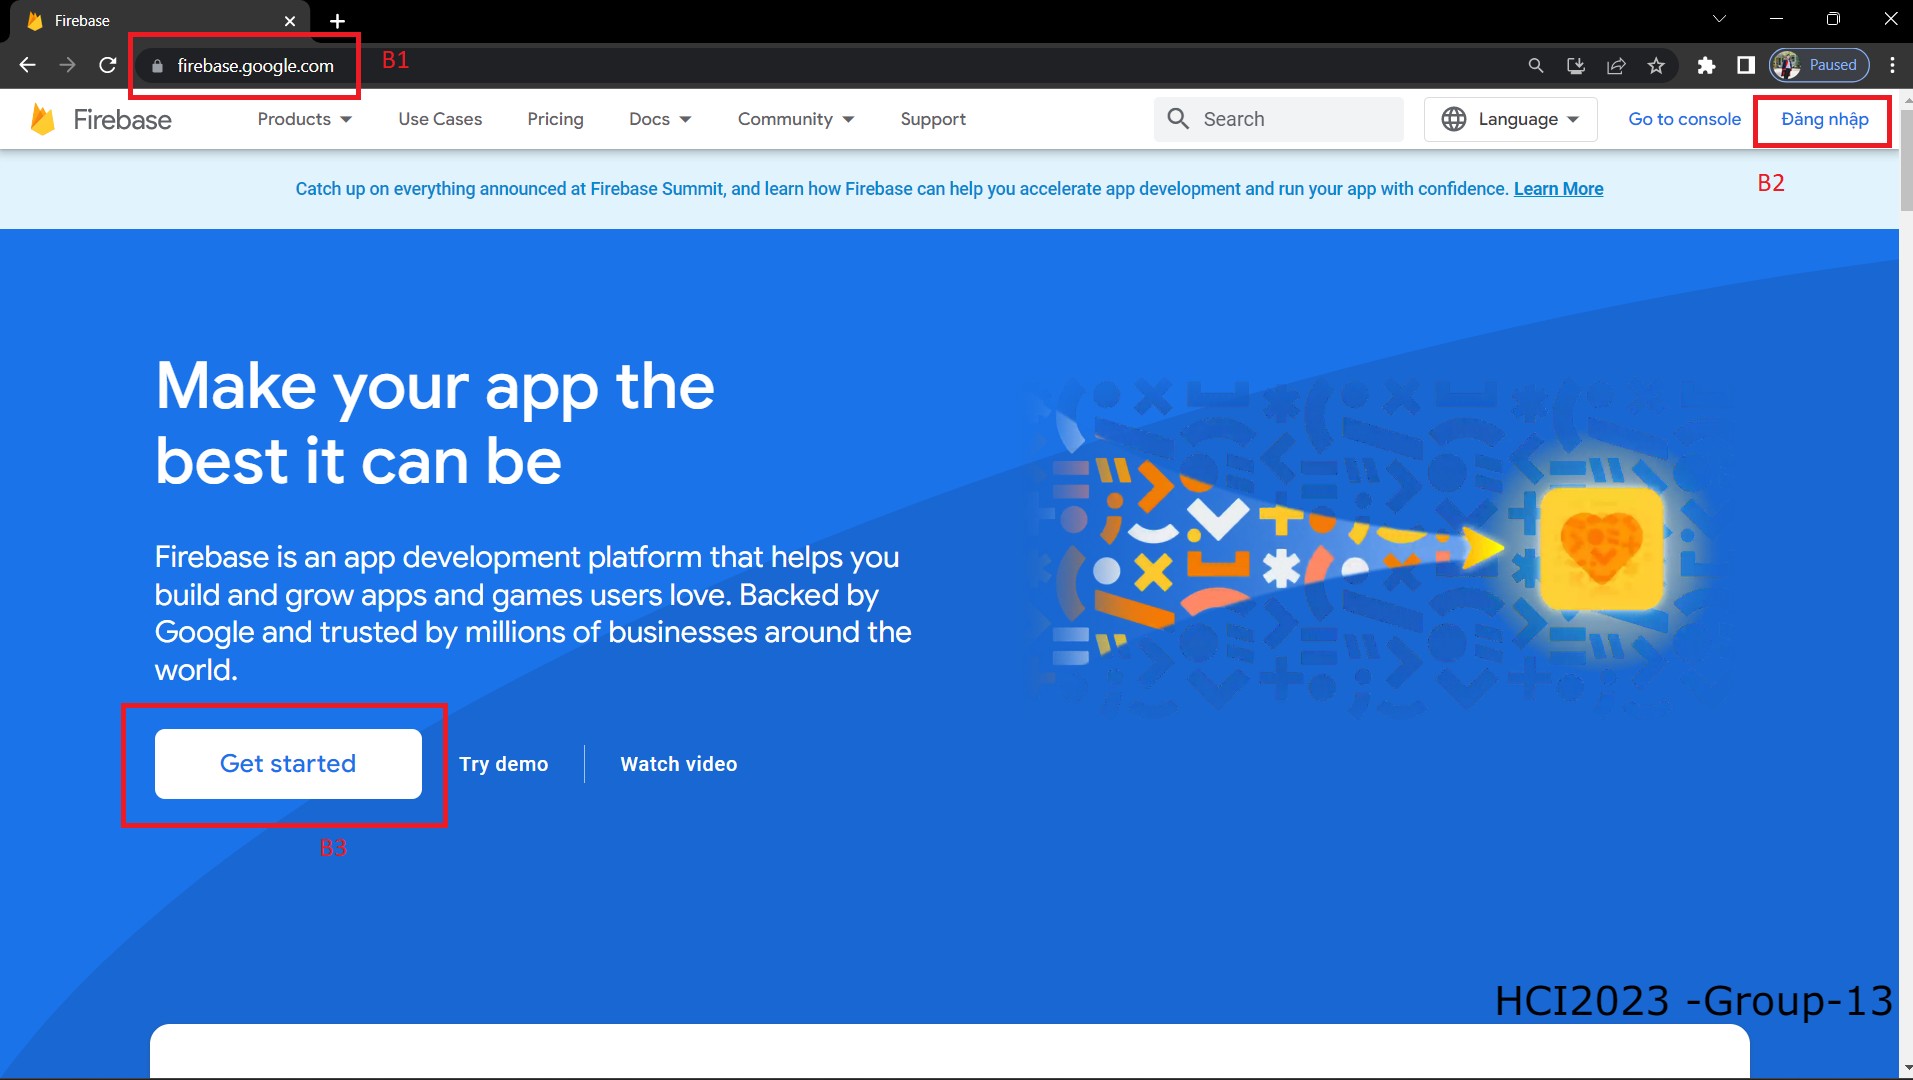 Firebase
firebase.google.com
B1
Paused
Firebase
Products
Use Cases
Pricing
Docs
Community
Support
Search
Language
Go to console
Đăng nhập
Catch up on everything announced at Firebase Summit, and learn how Firebase can help you accelerate app development and run your app with confidence. Learn More
B2
Make your app the
best it can be
Firebase is an app development platform that helps you
build and grow apps and games users love. Backed by
Google and trusted by millions of businesses around the
world.
Get started
Try demo
Watch video
B3
HCI2023 -Group-13